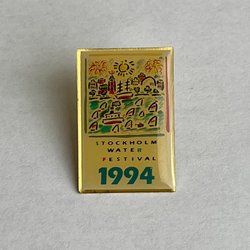 STOCKHOLM
WATER
FESTIVAL
1994